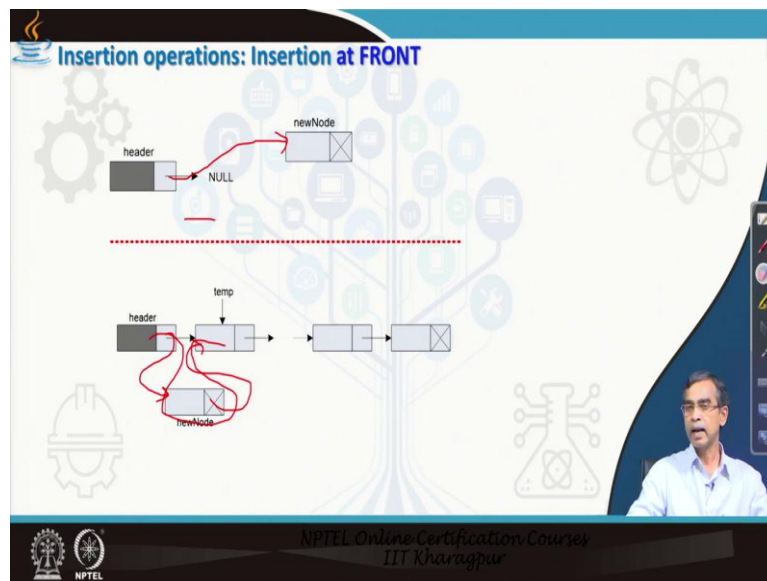 Insertion operations: Insertion at FRONT
newNode
header
NULL
temp
header
newNode
NPTEL Online Certification Courses
IIT Kharagpur
NPTEL